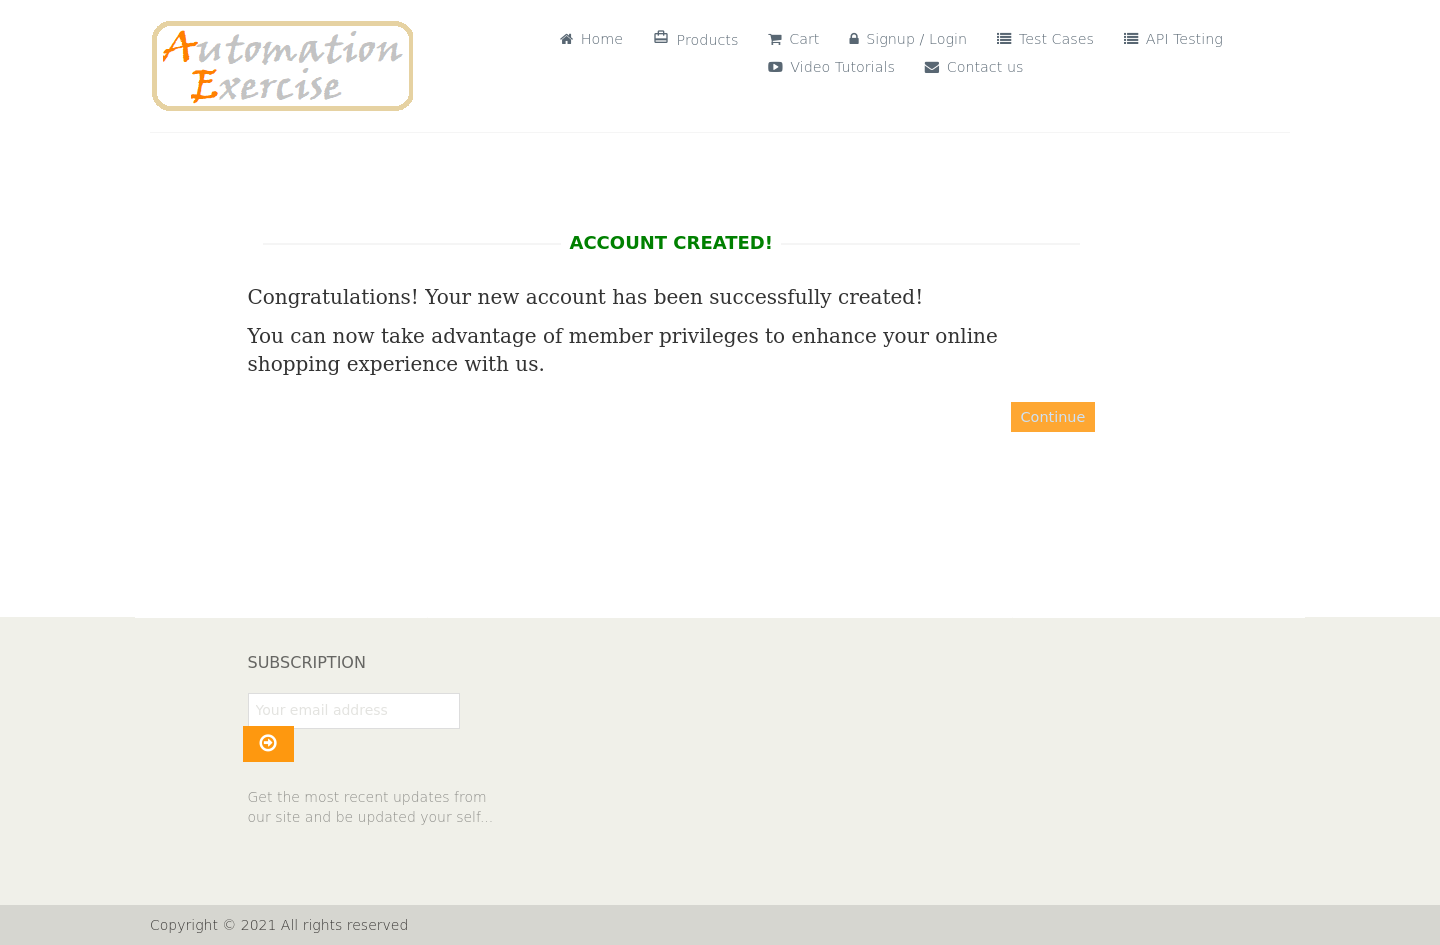 Automation
Exercise
Home
Products
Cart
Signup / Login
Test Cases
API Testing
Video Tutorials
Contact us
ACCOUNT CREATED!
Congratulations! Your new account has been successfully created!
You can now take advantage of member privileges to enhance your online
shopping experience with us.
Continue
SUBSCRIPTION
Your email address
Get the most recent updates from
our site and be updated your self...
Copyright © 2021 All rights reserved